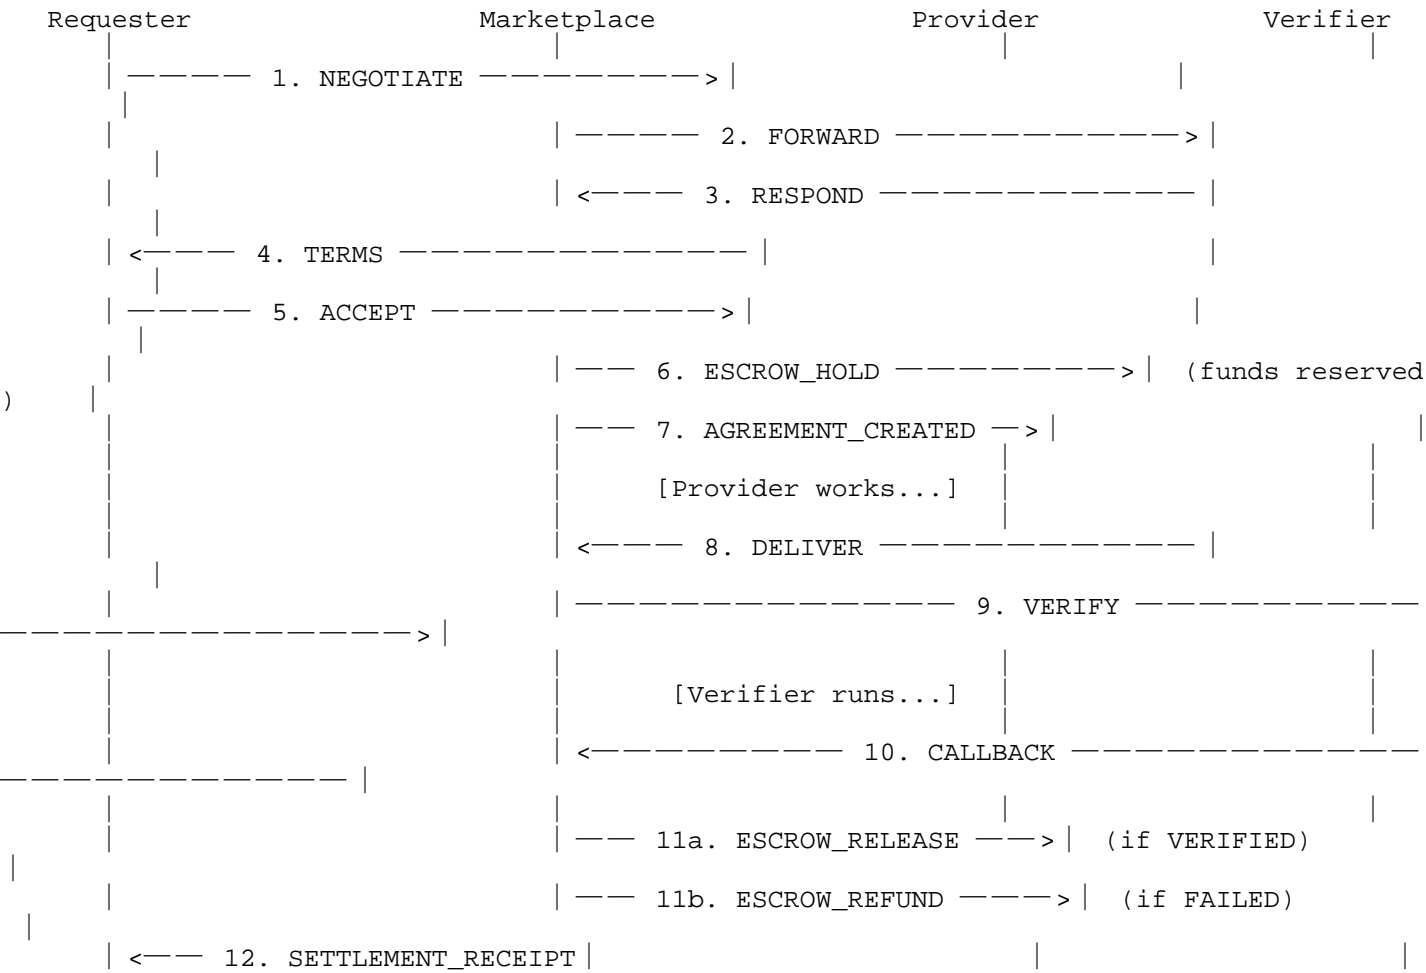 Requester Marketplace Provider Verifier
| | | |
|———— 1. NEGOTIATE ————————>| |
|
| |———— 2. FORWARD ——————————>|
|
| |<——— 3. RESPOND ——————————|
|
|<——— 4. TERMS ———————————| |
|
|———— 5. ACCEPT —————————>| |
|
| |—— 6. ESCROW_HOLD ———————>| (funds reserved
) |
| |—— 7. AGREEMENT_CREATED —>| |
| | | |
| | [Provider works...] | |
| | | |
| |<——— 8. DELIVER ——————————|
|
| |———————————— 9. VERIFY —————————
—————————————>|
| | | |
| | [Verifier runs...] | |
| | | |
| |<———————— 10. CALLBACK ———————————
———————————|
| | | |
| |—— 11a. ESCROW_RELEASE ——>| (if VERIFIED)
|
| |—— 11b. ESCROW_REFUND ———>| (if FAILED)
|
|<—— 12. SETTLEMENT_RECEIPT| | |